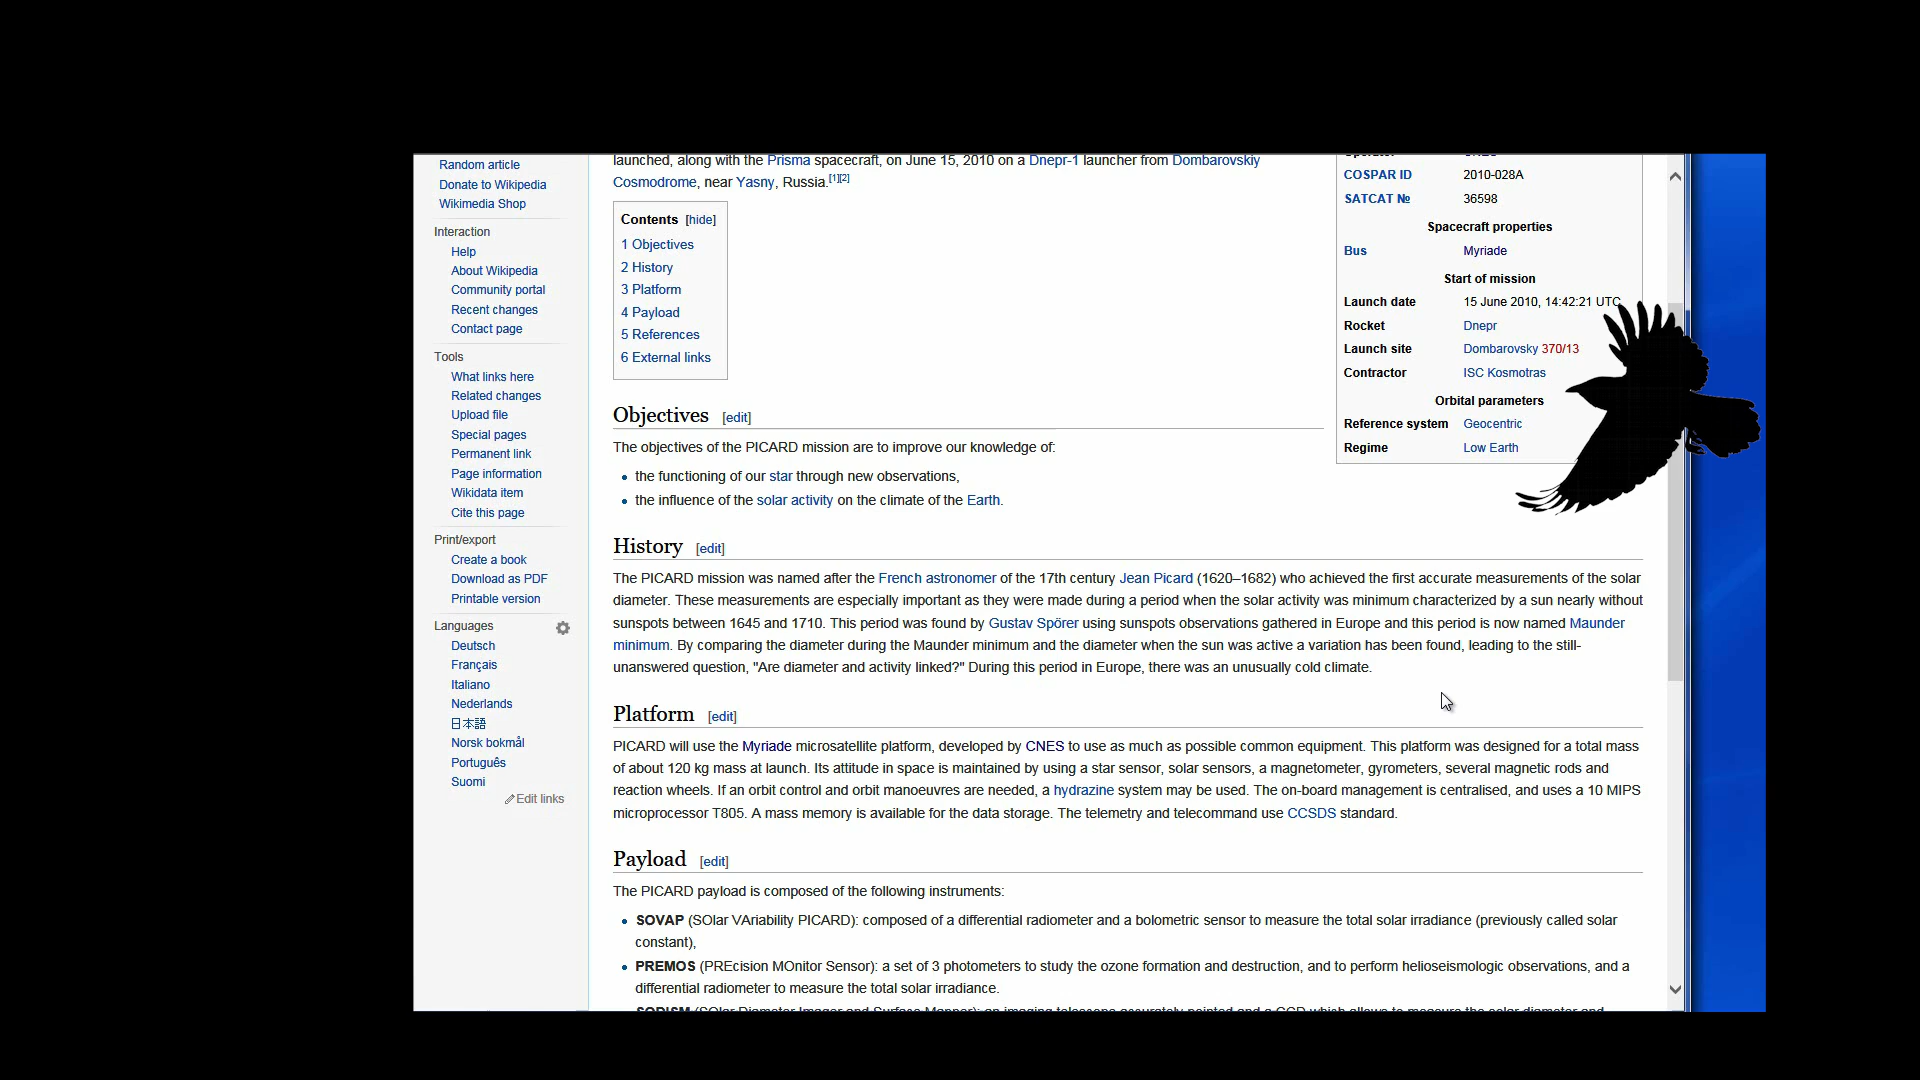 Random article
Donate to Wikipedia
Wikimedia Shop
Interaction
Help
About Wikipedia
Community portal
Recent changes
Contact page
Tools
What links here
Related changes
Upload file
Special pages
Permanent link
Page information
Wikidata item
Cite this page
Print/export
Create a book
Download as PDF
Printable version
Languages
Deutsch
Français
Italiano
Nederlands
日本語
Norsk bokmål
Português
Suomi
Edit links
launched, along with the Prisma spacecraft, on June 15, 2010 on a Dnepr-1 launcher from Dombarovskiy
Cosmodrome, near Yasny, Russia.[1][2]
Contents [hide]
1 Objectives
2 History
3 Platform
4 Payload
5 References
6 External links
COSPAR ID 2010-028A
SATCAT № 36598
Spacecraft properties
Bus Myriade
Start of mission
Launch date 15 June 2010, 14:42:21 UTC
Rocket Dnepr
Launch site Dombarovsky 370/13
Contractor ISC Kosmotras
Orbital parameters
Reference system Geocentric
Regime Low Earth
Objectives [edit]
The objectives of the PICARD mission are to improve our knowledge of:
• the functioning of our star through new observations,
• the influence of the solar activity on the climate of the Earth.
History [edit]
The PICARD mission was named after the French astronomer of the 17th century Jean Picard (1620–1682) who achieved the first accurate measurements of the solar
diameter. These measurements are especially important as they were made during a period when the solar activity was minimum characterized by a sun nearly without
sunspots between 1645 and 1710. This period was found by Gustav Spörer using sunspots observations gathered in Europe and this period is now named Maunder
minimum. By comparing the diameter during the Maunder minimum and the diameter when the sun was active a variation has been found, leading to the still-
unanswered question, "Are diameter and activity linked?" During this period in Europe, there was an unusually cold climate.
Platform [edit]
PICARD will use the Myriade microsatellite platform, developed by CNES to use as much as possible common equipment. This platform was designed for a total mass
of about 120 kg mass at launch. Its attitude in space is maintained by using a star sensor, solar sensors, a magnetometer, gyrometers, several magnetic rods and
reaction wheels. If an orbit control and orbit manoeuvres are needed, a hydrazine system may be used. The on-board management is centralised, and uses a 10 MIPS
microprocessor T805. A mass memory is available for the data storage. The telemetry and telecommand use CCSDS standard.
Payload [edit]
The PICARD payload is composed of the following instruments:
• SOVAP (SOlar VAriability PICARD): composed of a differential radiometer and a bolometric sensor to measure the total solar irradiance (previously called solar
constant),
• PREMOS (PREcision MOnitor Sensor): a set of 3 photometers to study the ozone formation and destruction, and to perform helioseismologic observations, and a
differential radiometer to measure the total solar irradiance.